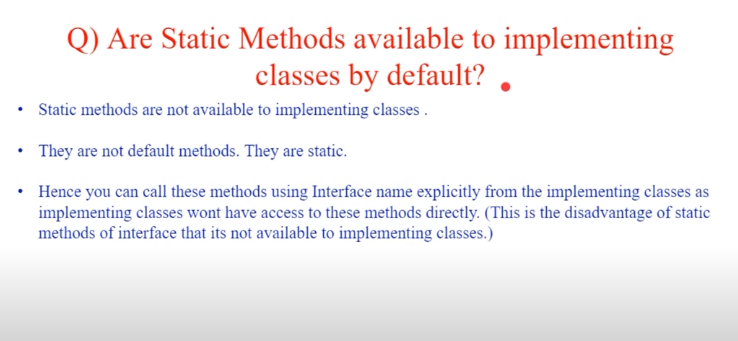 Q) Are Static Methods available to implementing
classes by default?
• Static methods are not available to implementing classes .
• They are not default methods. They are static.
• Hence you can call these methods using Interface name explicitly from the implementing classes as
implementing classes wont have access to these methods directly. (This is the disadvantage of static
methods of interface that its not available to implementing classes.)